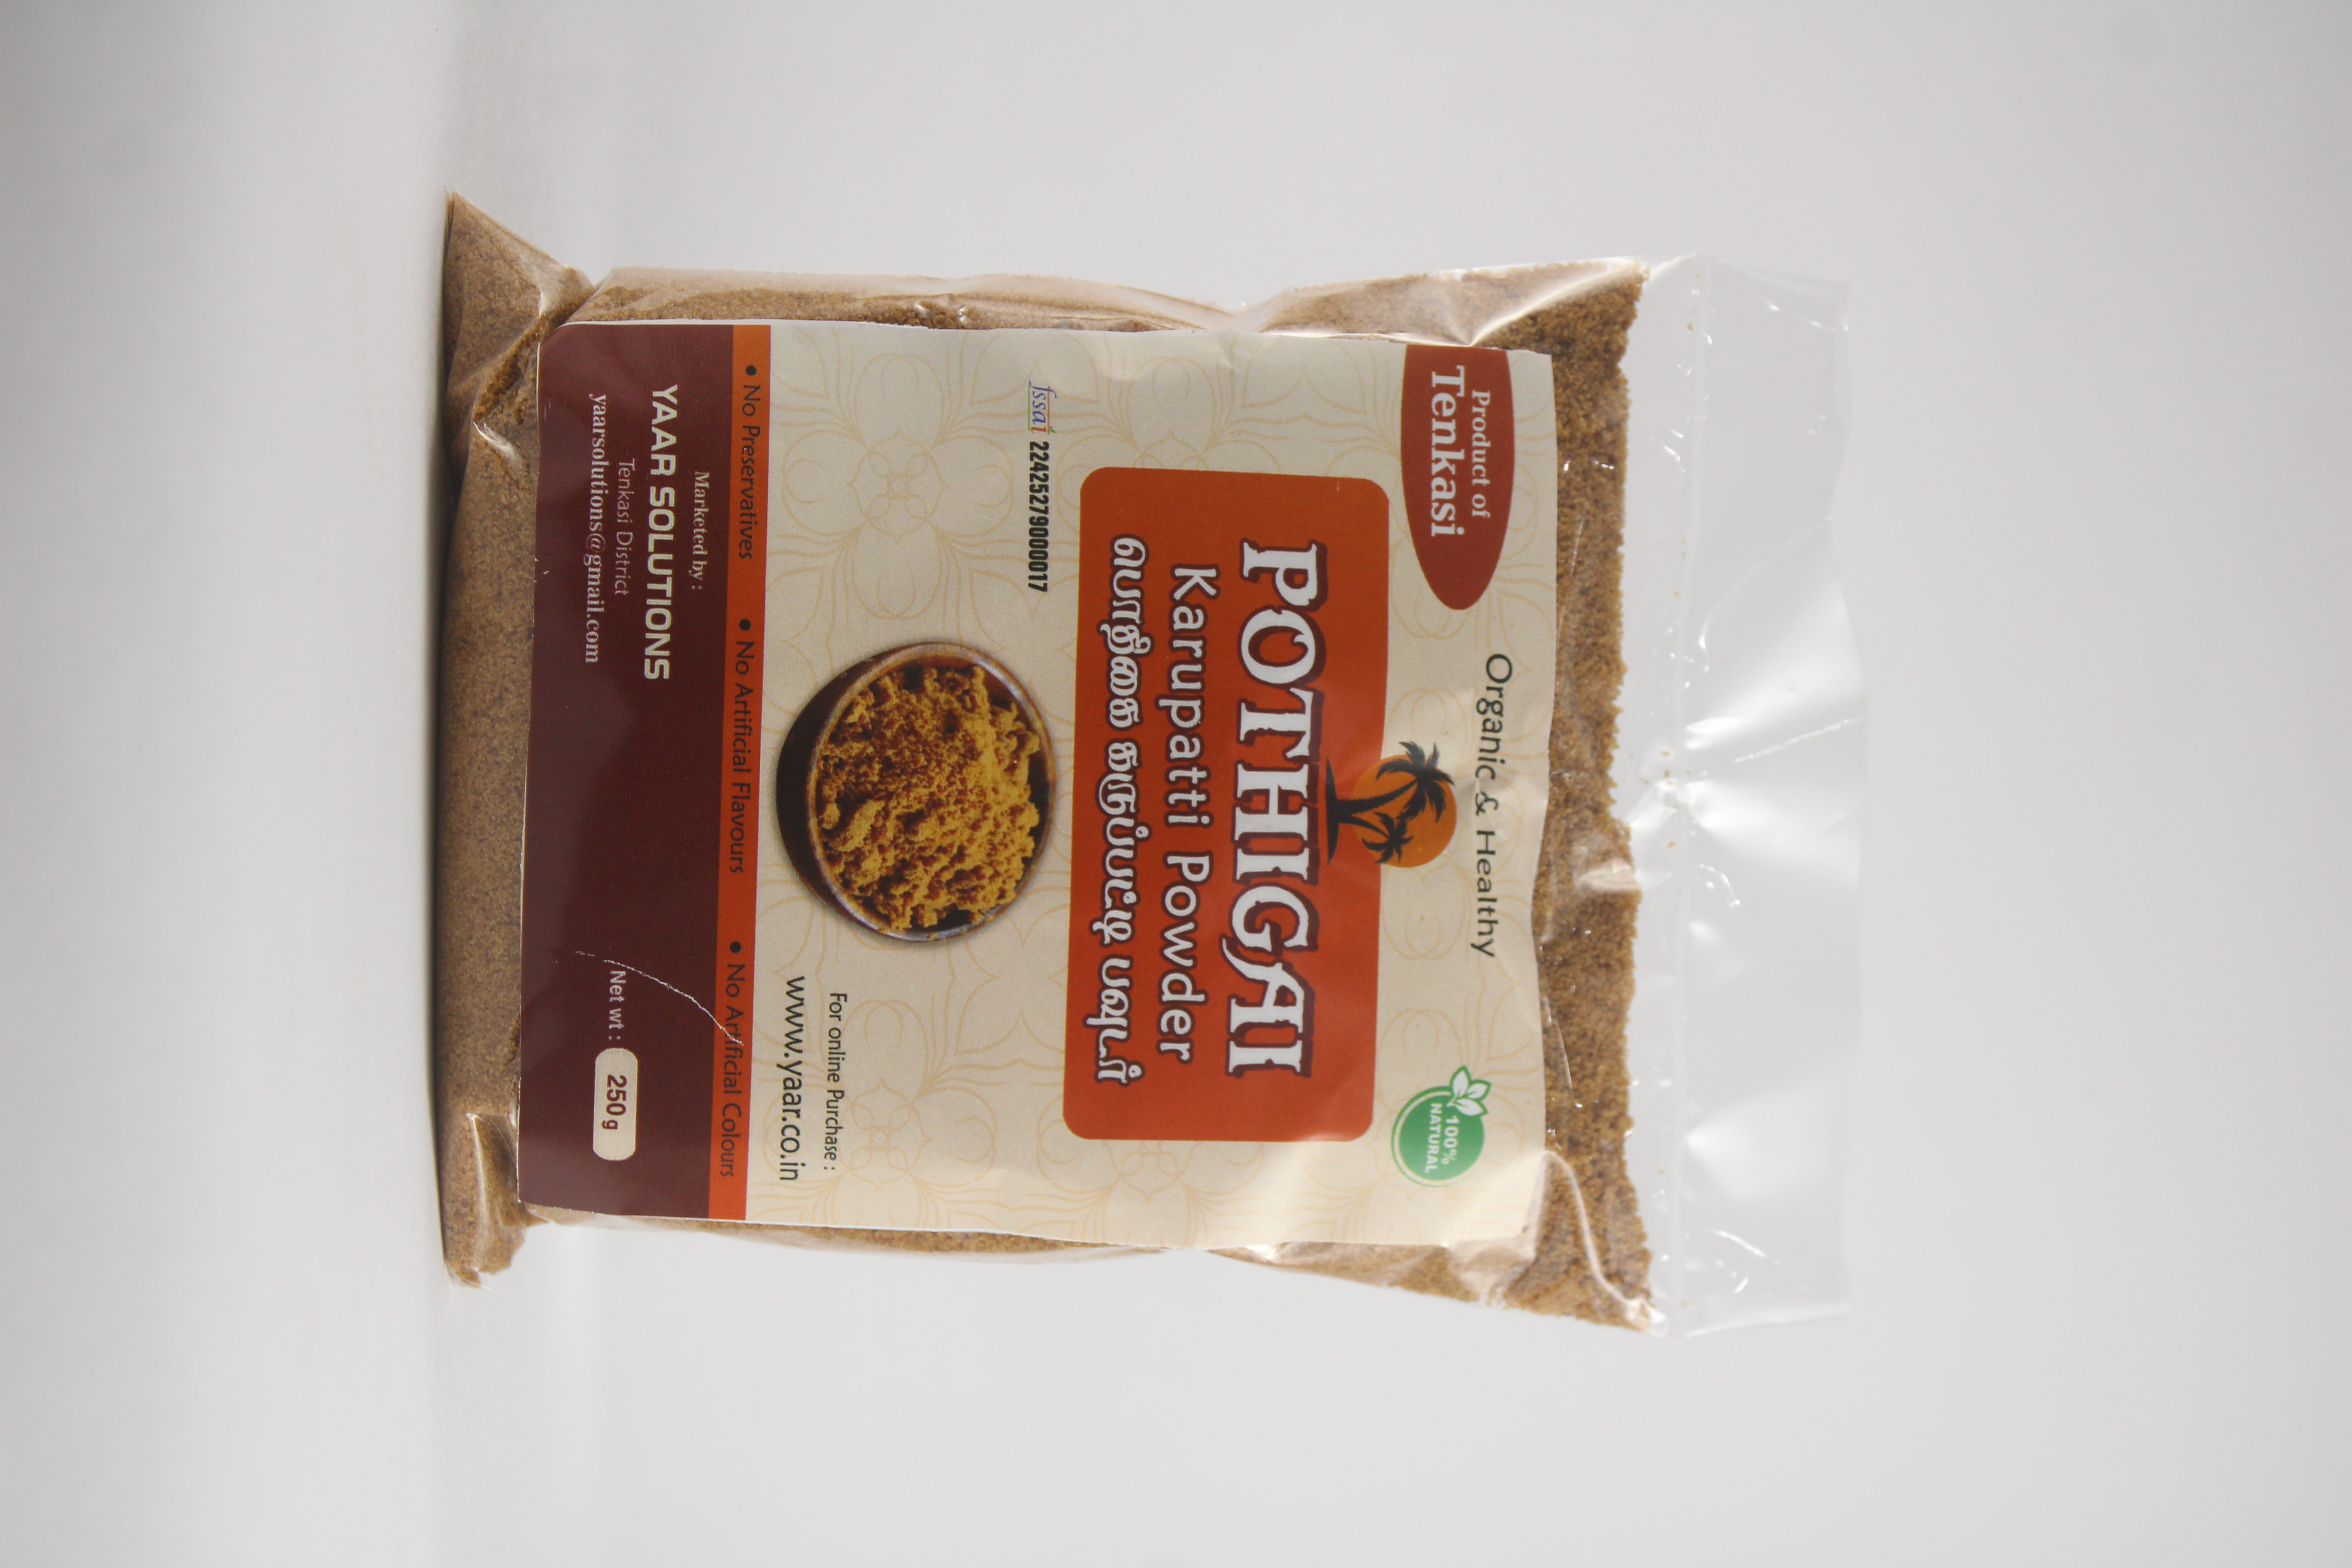 Product of
Tenkasi
Organic & Healthy
100%
NATURAL
POTHIGAI
Karupatti Powder
பொதிகை கருப்பட்டி பவுடர்
fssai 22425279000017
For online Purchase :
www.yaar.co.in
• No Preservatives • No Artificial Flavours • No Artificial Colours
Marketed by :
YAAR SOLUTIONS
Tenkasi District
yaarsolutions@gmail.com
Net wt : 250 g